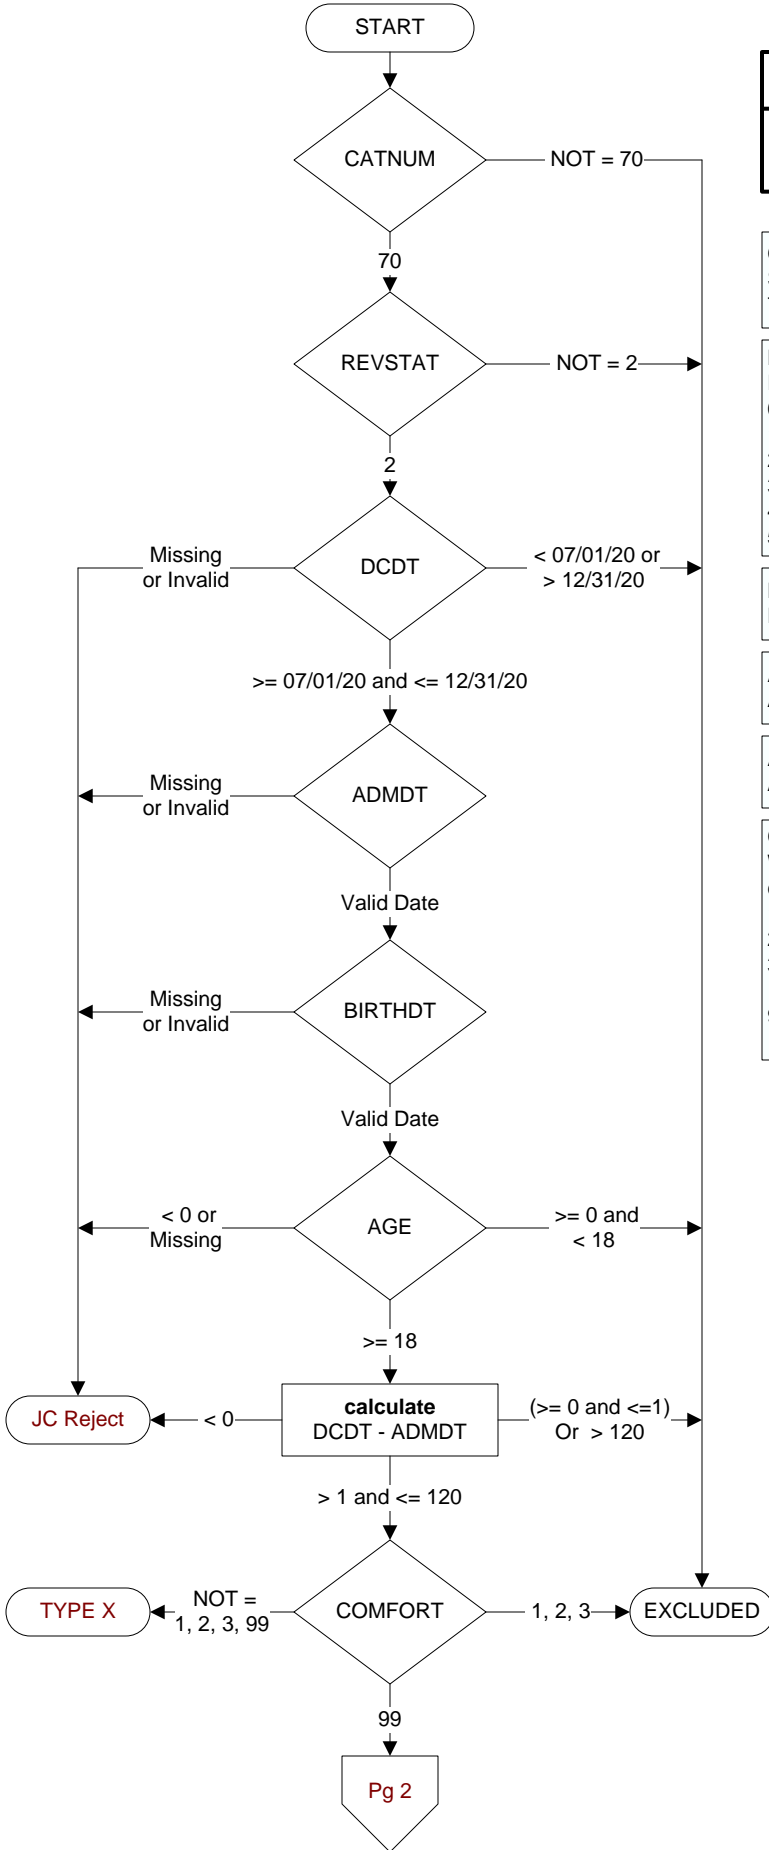 START
CATNUM
NOT = 70
70
REVSTAT
NOT = 2
2
Missing
or Invalid
DCDT
< 07/01/20 or
> 12/31/20
>= 07/01/20 and <= 12/31/20
Missing
or Invalid
ADMDT
Valid Date
Missing
or Invalid
BIRTHDT
Valid Date
< 0 or
Missing
AGE
>= 0 and
< 18
>= 18
JC Reject
< 0
calculate
DCDT - ADMDT
(>= 0 and <=1)
Or > 120
> 1 and <= 120
TYPE X
NOT =
1, 2, 3, 99
COMFORT
1, 2, 3
EXCLUDED
99
Pg 2